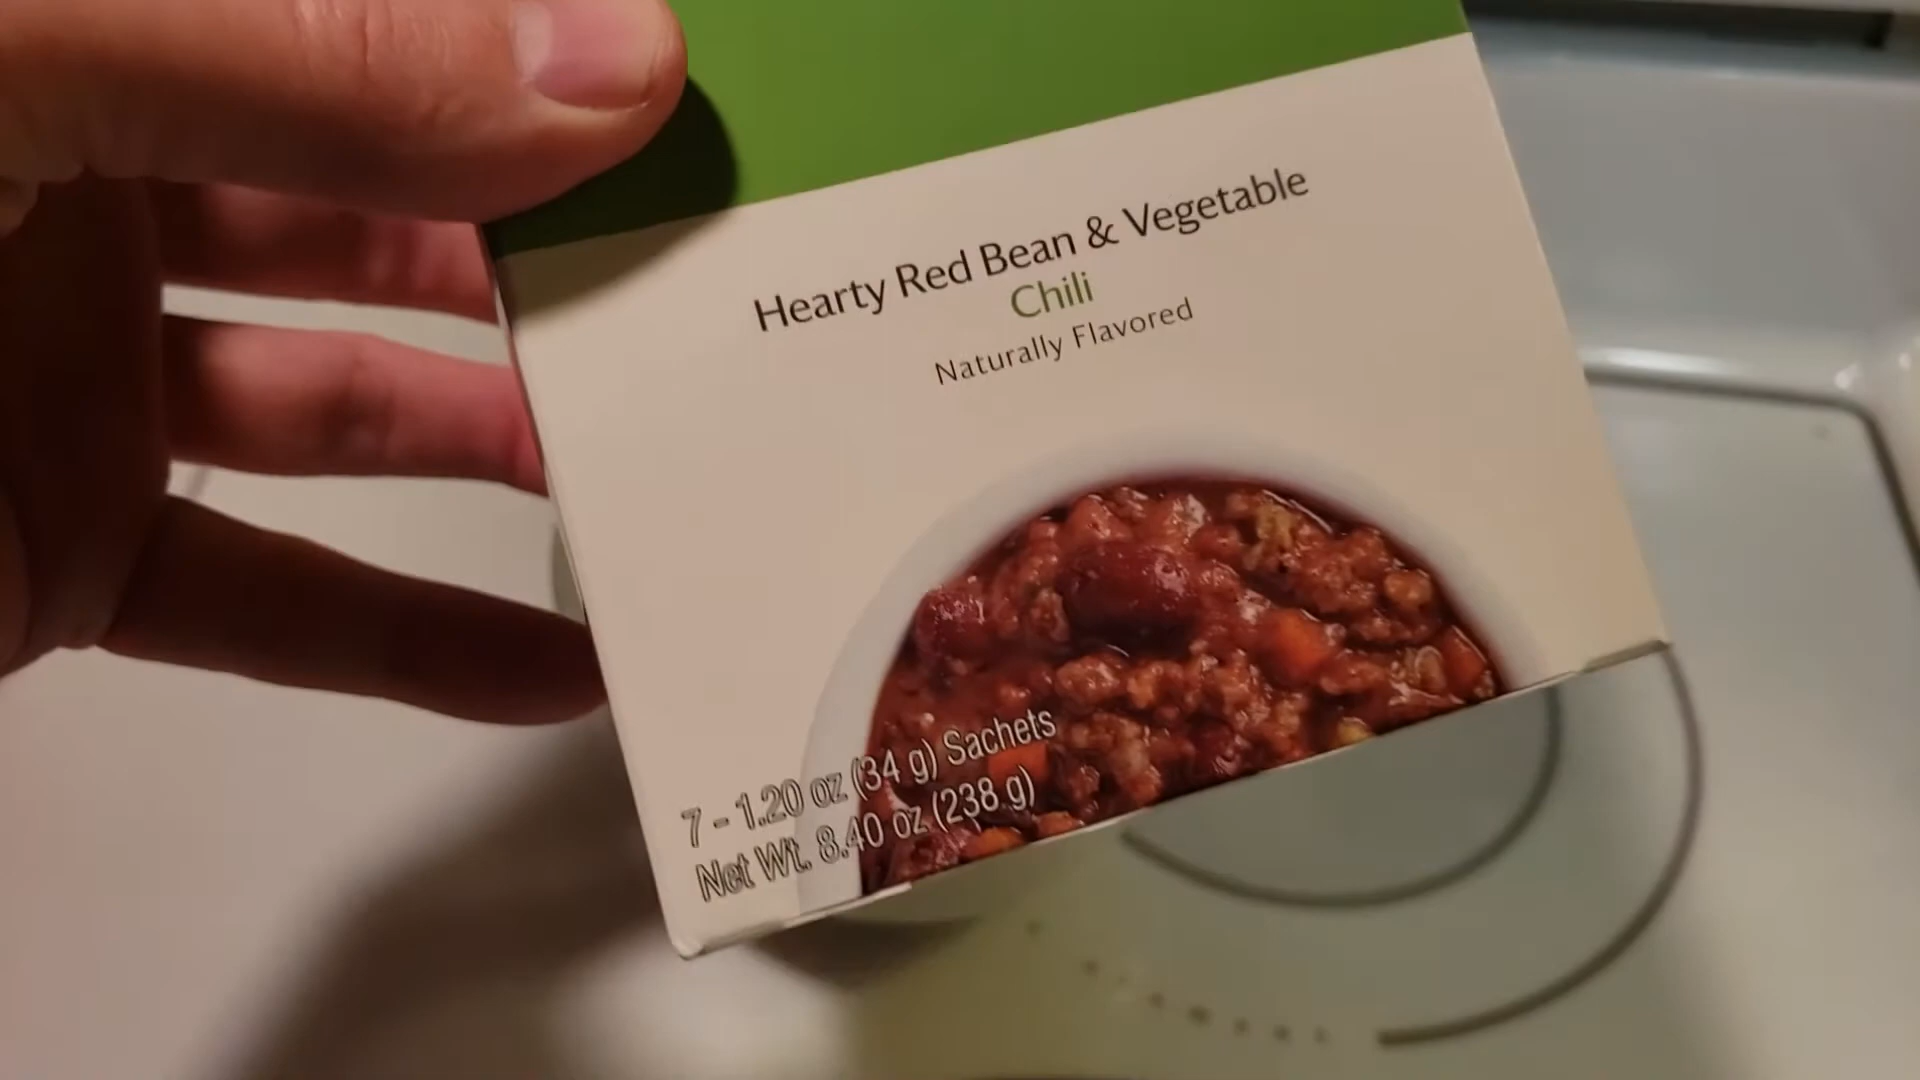 Hearty Red Bean & Vegetable
Chili
Naturally Flavored
7 - 1.20 oz (34 g) Sachets
Net Wt. 8.40 oz (238 g)